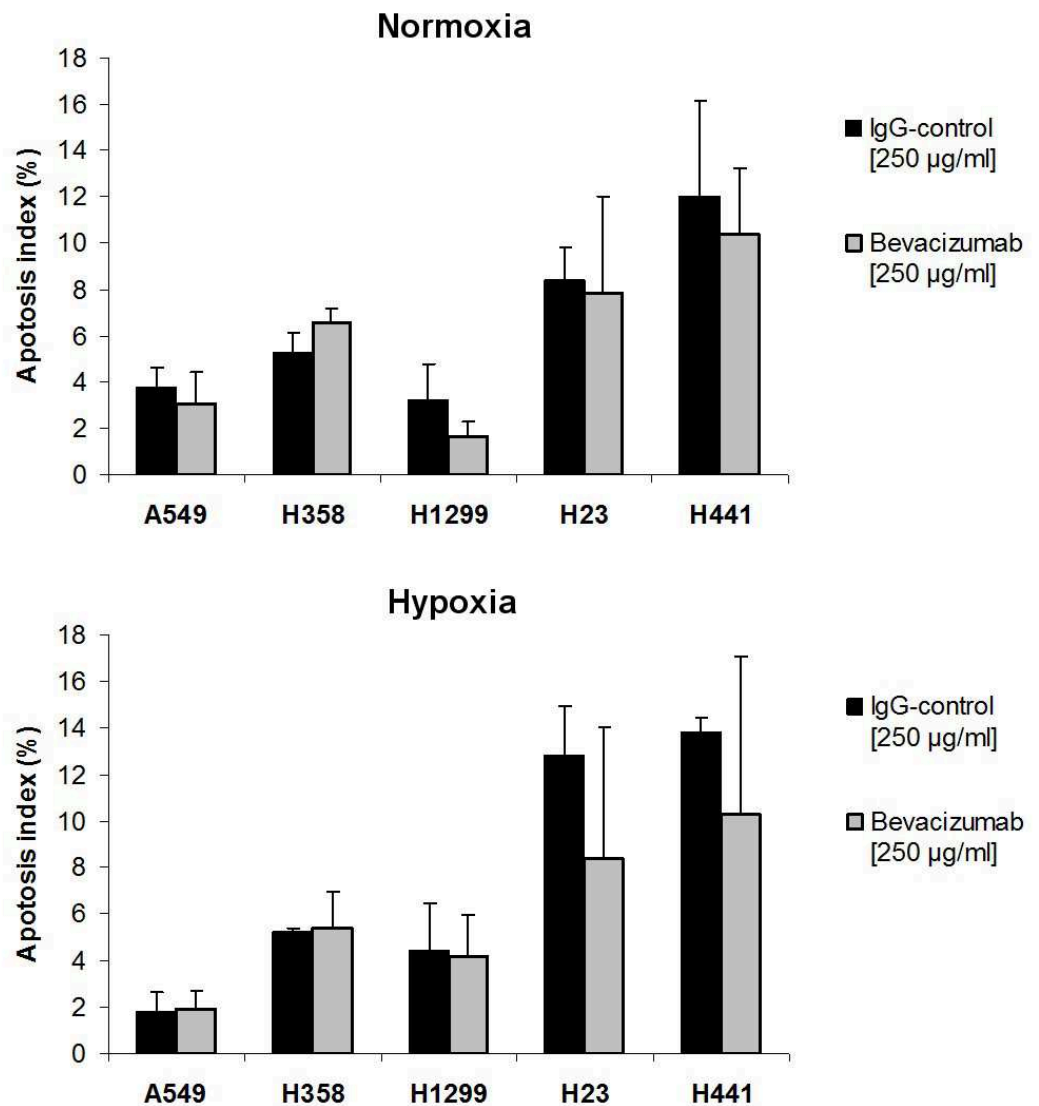 Normoxia
18
16
14
12
10
8
6
4
2
0
Apotosis index (%)
A549 H358 H1299 H23 H441
IgG-control
[250 µg/ml]
Bevacizumab
[250 µg/ml]
Hypoxia
18
16
14
12
10
8
6
4
2
0
Apotosis index (%)
A549 H358 H1299 H23 H441
IgG-control
[250 µg/ml]
Bevacizumab
[250 µg/ml]